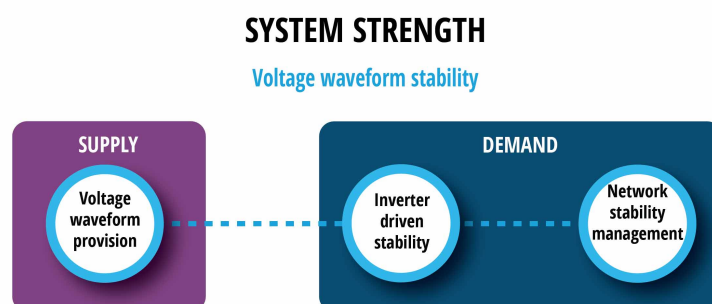 SYSTEM STRENGTH
Voltage waveform stability
SUPPLY
Voltage
waveform
provision
DEMAND
Inverter
driven
stability
Network
stability
management